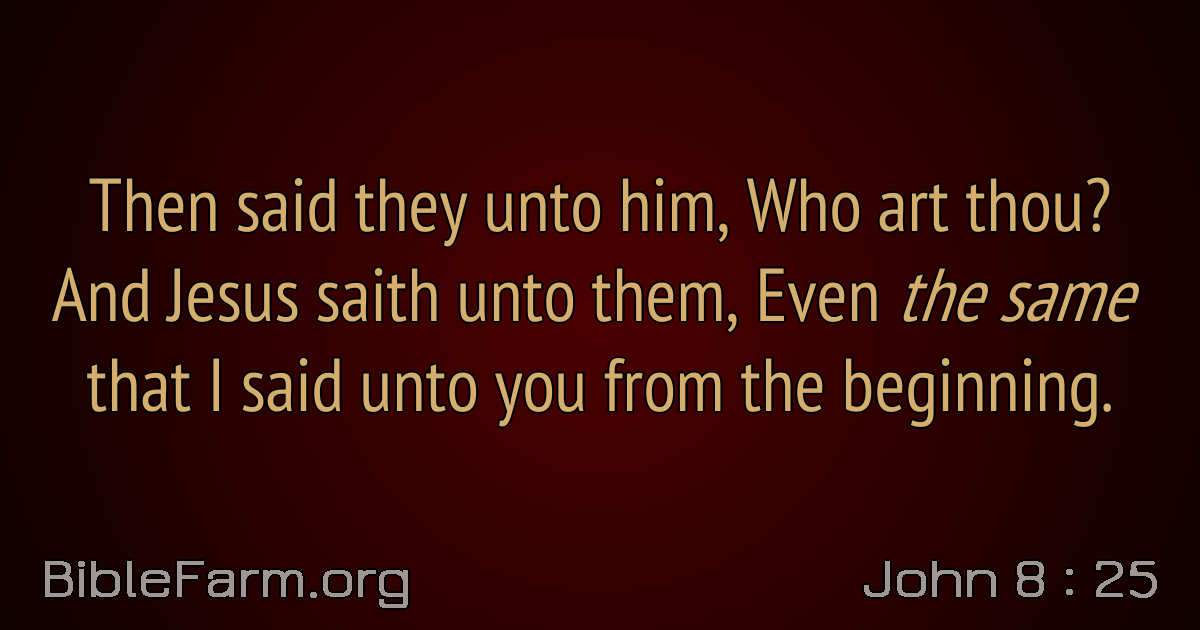 Then said they unto him, Who art thou?
And Jesus saith unto them, Even the same
that I said unto you from the beginning.
BibleFarm.org
John 8 : 25